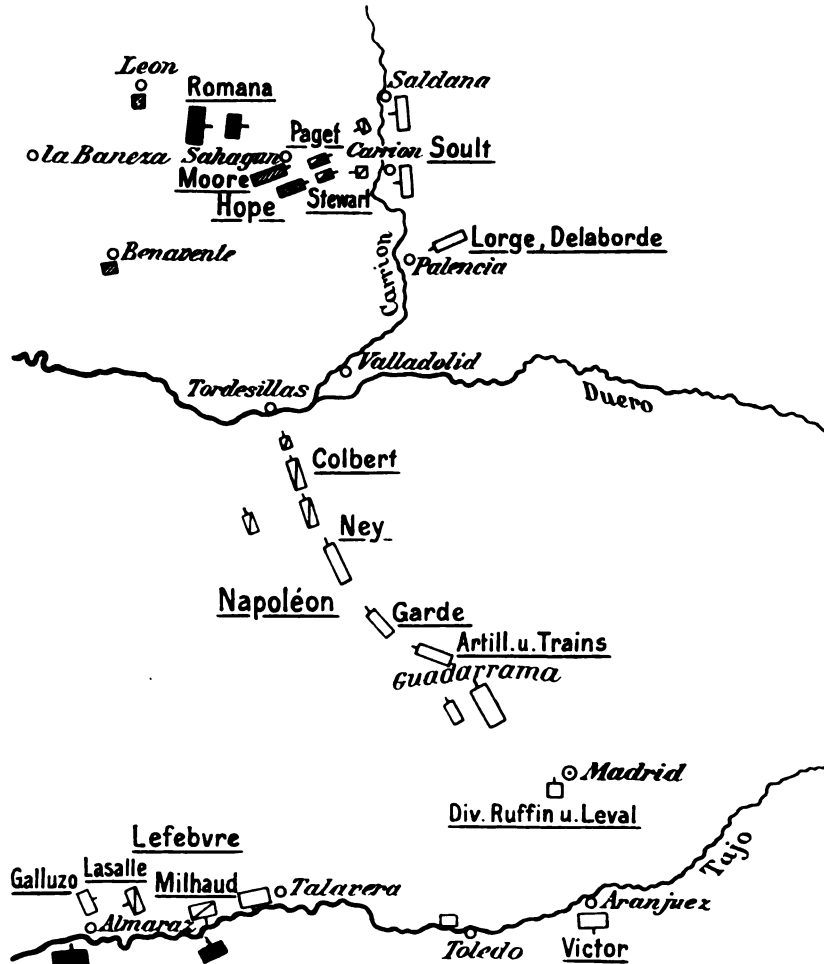 Leon
Saldana
Romana
Paget
la Baneza
Sahagun
Carrion
Soult
Moore
Hope
Stewart
Lorge, Delaborde
Benavente
Palencia
Carrion
Valladolid
Tordesillas
Duero
Colbert
Ney
Napoléon
Garde
Artill. u. Trains
Guadarrama
Madrid
Div. Ruffin u. Leval
Lefebvre
Tajo
Galluzo
Lasalle
Milhaud
Talavera
Aranjuez
Almaraz
Toledo
Victor